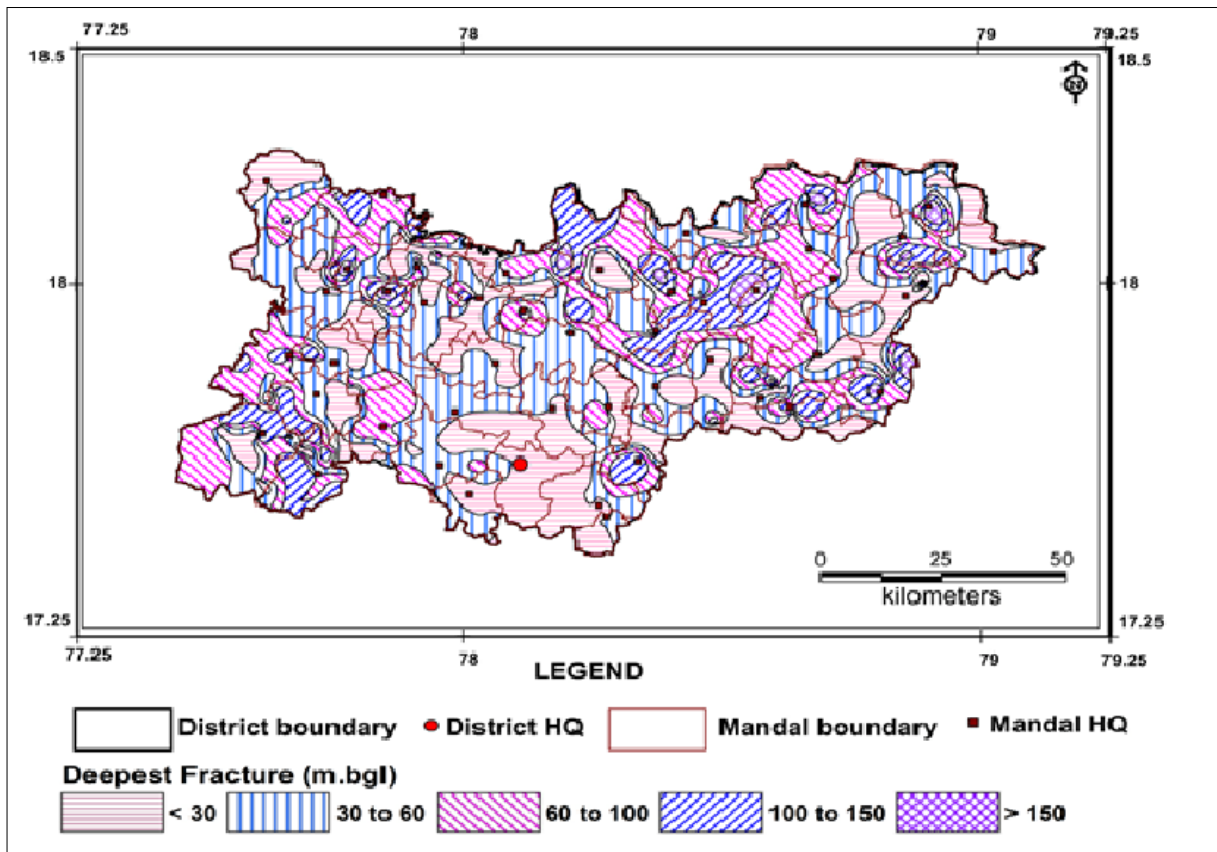 77.25 78 79 79.25
18.5 18.5
N
18 18
0 25 50
kilometers
17.25 17.25
77.25 78 79 79.25
LEGEND
District boundary District HQ Mandal boundary Mandal HQ
Deepest Fracture (m.bgl)
< 30 30 to 60 60 to 100 100 to 150 > 150